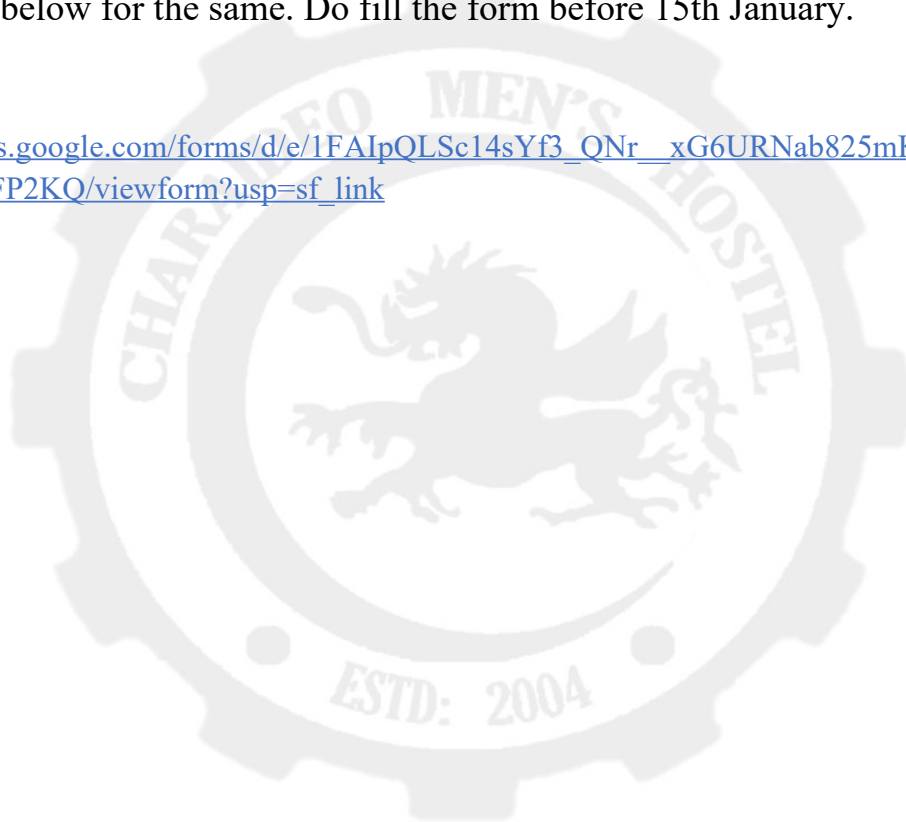 below for the same. Do fill the form before 15th January.
s.google.com/forms/d/e/1FAIpQLSc14sYf3_QNr__xG6URNab825mH
FP2KQ/viewform?usp=sf_link
CHARAIDEO MEN'S HOSTEL
ESTD: 2004